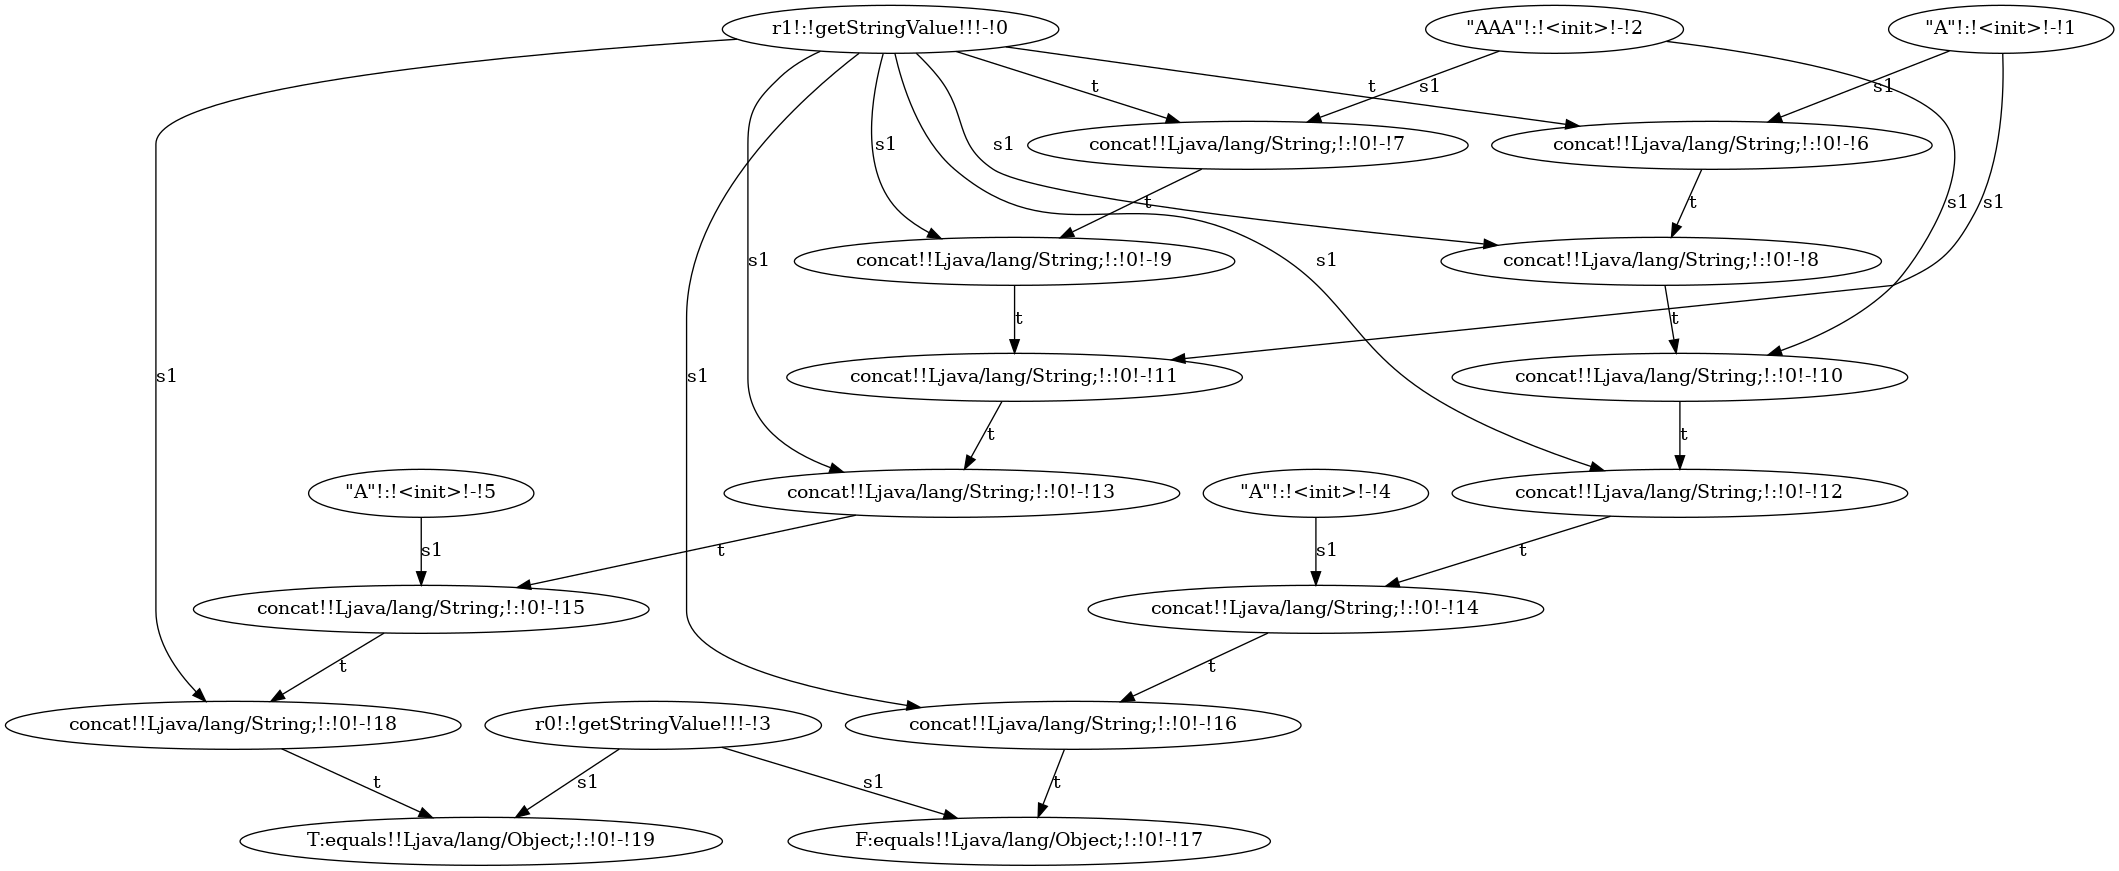 r1!:!getStringValue!!!-!0
"AAA"!:!<init>!-!2
"A"!:!<init>!-!1
t
s1
t
s1
concat!!Ljava/lang/String;!:!0!-!7
concat!!Ljava/lang/String;!:!0!-!6
s1
s1
t
t
s1
s1
concat!!Ljava/lang/String;!:!0!-!9
s1
s1
concat!!Ljava/lang/String;!:!0!-!8
t
t
s1
s1
concat!!Ljava/lang/String;!:!0!-!11
concat!!Ljava/lang/String;!:!0!-!10
t
t
"A"!:!<init>!-!5
concat!!Ljava/lang/String;!:!0!-!13
"A"!:!<init>!-!4
concat!!Ljava/lang/String;!:!0!-!12
s1
t
s1
t
concat!!Ljava/lang/String;!:!0!-!15
concat!!Ljava/lang/String;!:!0!-!14
t
t
concat!!Ljava/lang/String;!:!0!-!18
r0!:!getStringValue!!!-!3
concat!!Ljava/lang/String;!:!0!-!16
t
s1
s1
t
T:equals!!Ljava/lang/Object;!:!0!-!19
F:equals!!Ljava/lang/Object;!:!0!-!17